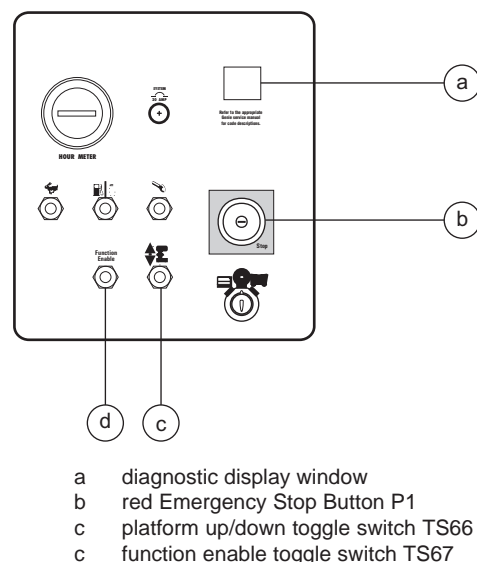 SYSTEM
20 AMP
Refer to the appropriate
Genie service manual
for code descriptions.
HOUR METER
a
b
Stop
Function
Enable
d
c
a diagnostic display window
b red Emergency Stop Button P1
c platform up/down toggle switch TS66
c function enable toggle switch TS67